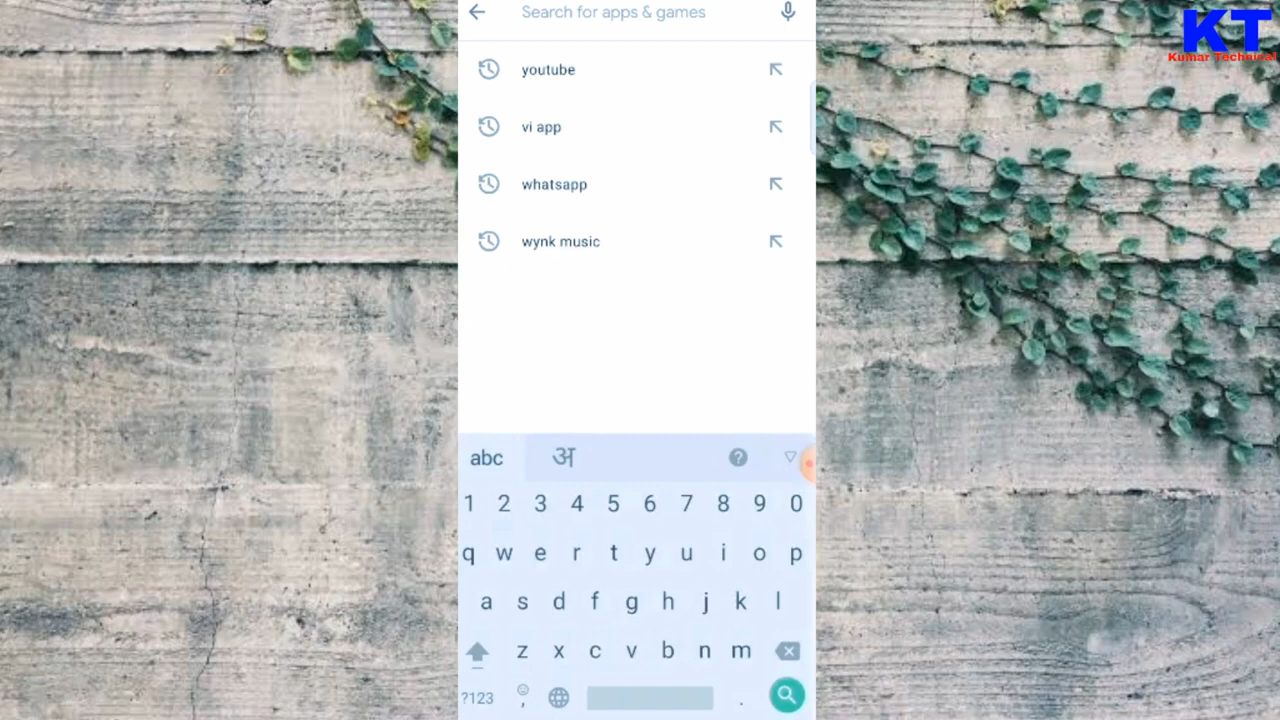 Search for apps & games
KT
Kumar Technical
youtube
vi app
whatsapp
wynk music
abc अ
1 2 3 4 5 6 7 8 9 0
q w e r t y u i o p
a s d f g h j k l
z x c v b n m
?123 , .